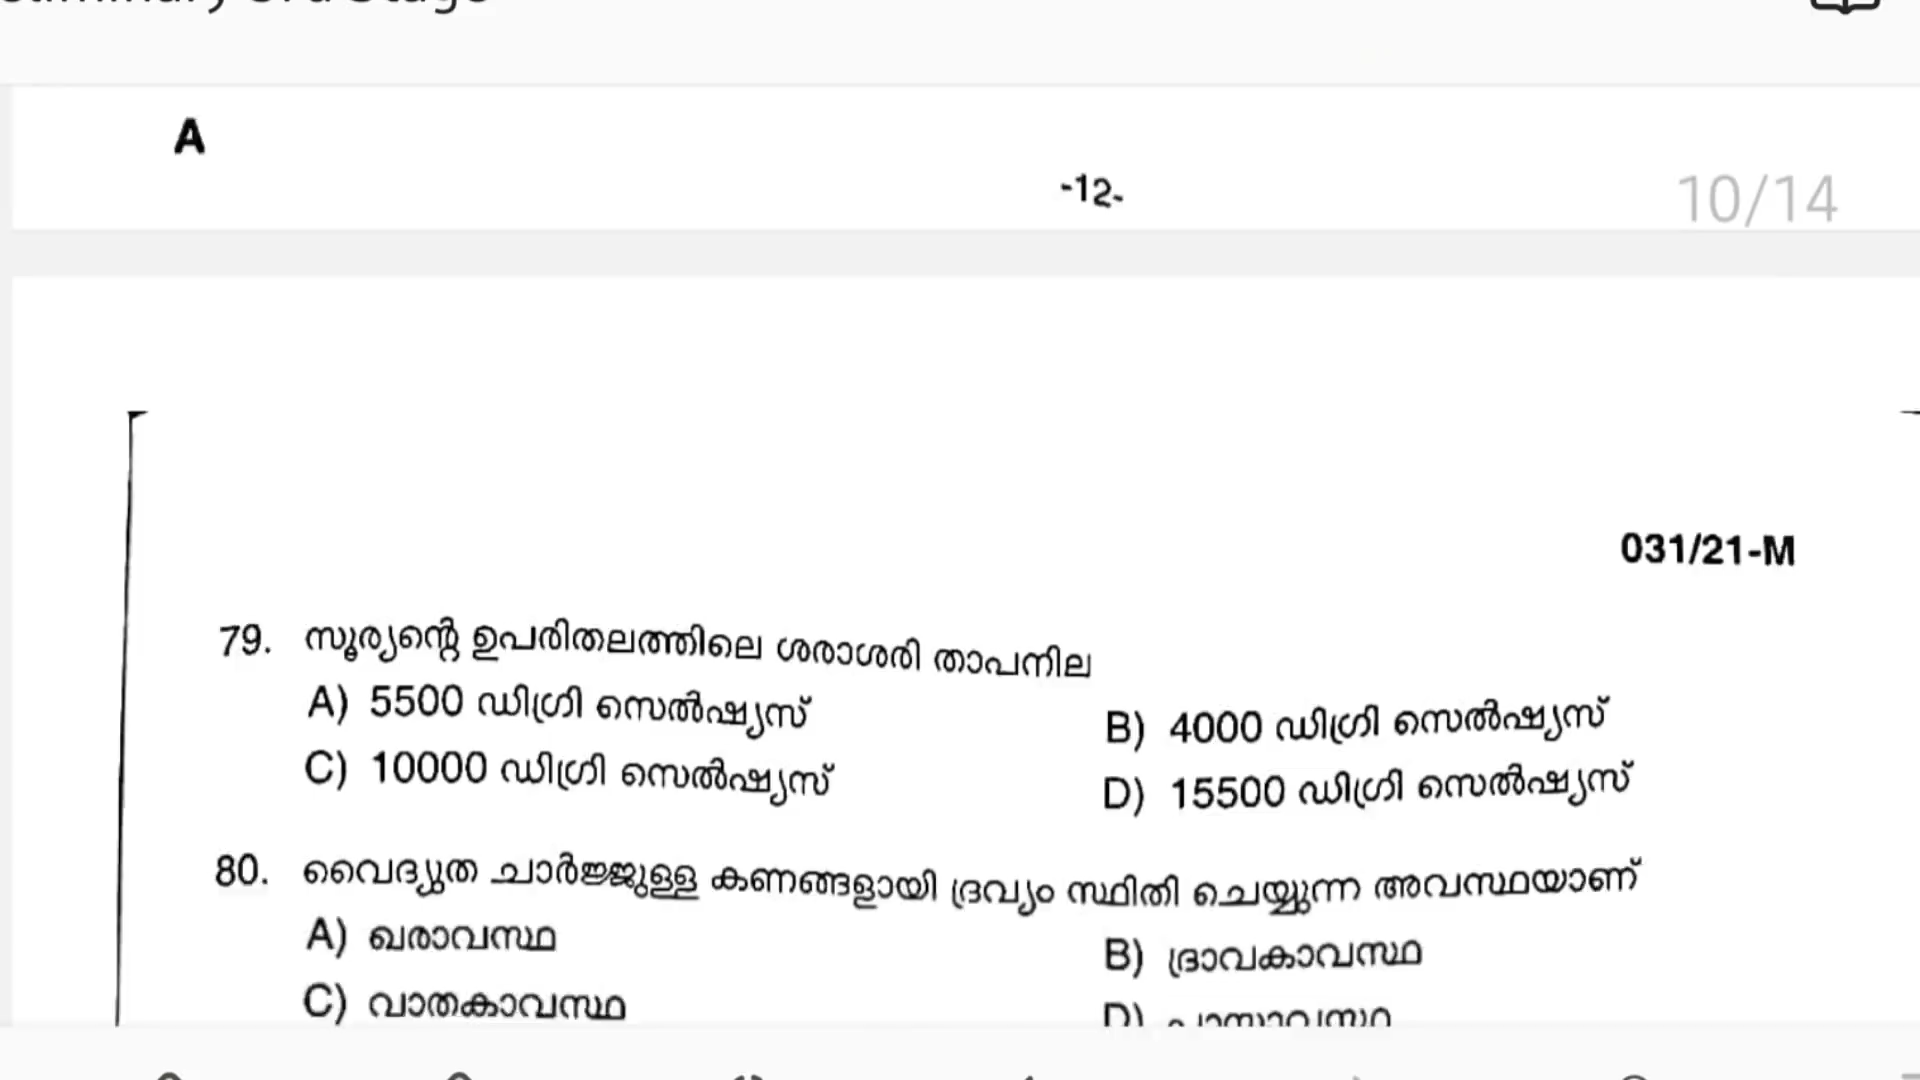 A
-12-
10/14
031/21-M
79. സൂര്യന്റെ ഉപരിതലത്തിലെ ശരാശരി താപനില
A) 5500 ഡിഗ്രി സെൽഷ്യസ് B) 4000 ഡിഗ്രി സെൽഷ്യസ്
C) 10000 ഡിഗ്രി സെൽഷ്യസ് D) 15500 ഡിഗ്രി സെൽഷ്യസ്
80. വൈദ്യുത ചാർജ്ജുള്ള കണങ്ങളായി ദ്രവ്യം സ്ഥിതി ചെയ്യുന്ന അവസ്ഥയാണ്
A) ഖരാവസ്ഥ B) ദ്രാവകാവസ്ഥ
C) വാതകാവസ്ഥ D)